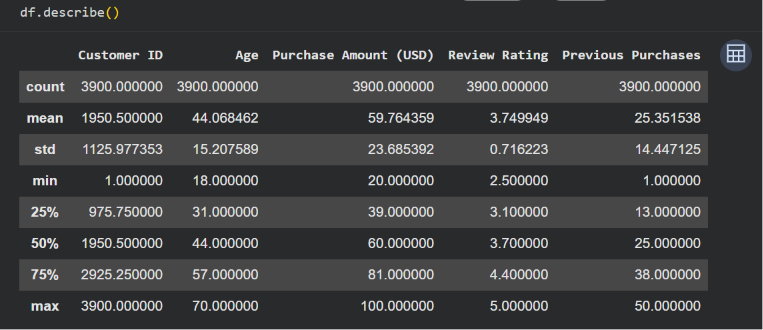 df.describe()
Customer ID Age Purchase Amount (USD) Review Rating Previous Purchases
count 3900.000000 3900.000000 3900.000000 3900.000000 3900.000000
mean 1950.500000 44.068462 59.764359 3.749949 25.351538
std 1125.977353 15.207589 23.685392 0.716223 14.447125
min 1.000000 18.000000 20.000000 2.500000 1.000000
25% 975.750000 31.000000 39.000000 3.100000 13.000000
50% 1950.500000 44.000000 60.000000 3.700000 25.000000
75% 2925.250000 57.000000 81.000000 4.400000 38.000000
max 3900.000000 70.000000 100.000000 5.000000 50.000000